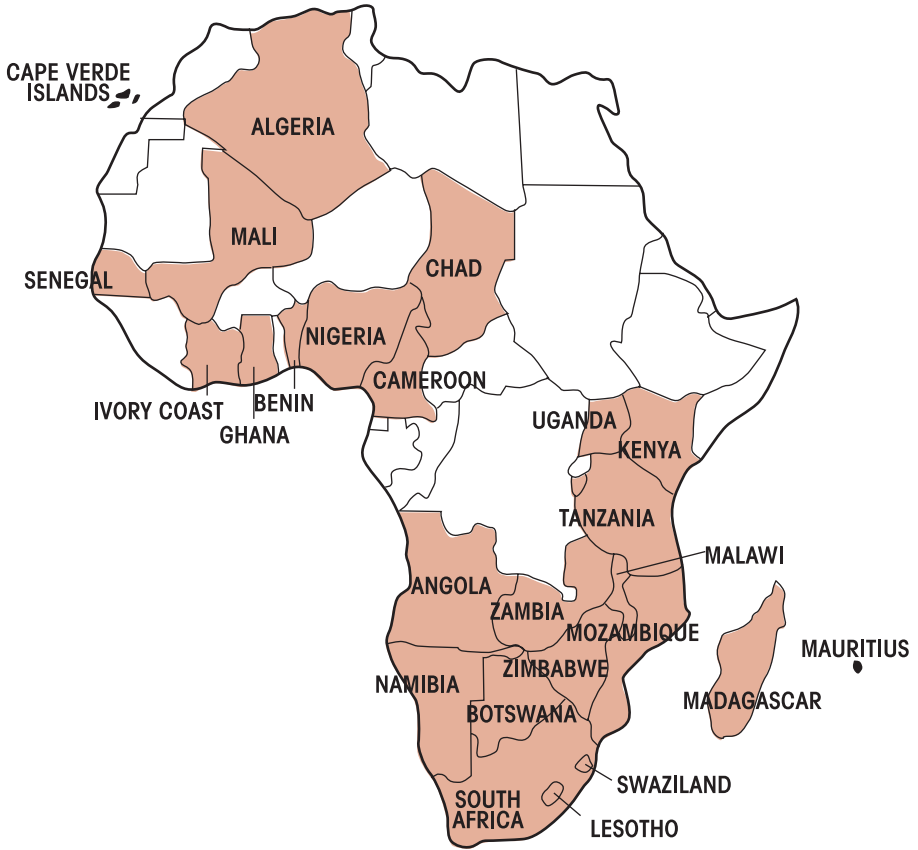 CAPE VERDE
ISLANDS
ALGERIA
MALI
SENEGAL
CHAD
NIGERIA
CAMEROON
IVORY COAST
BENIN
GHANA
UGANDA
KENYA
TANZANIA
MALAWI
ANGOLA
ZAMBIA
MOZAMBIQUE
MAURITIUS
ZIMBABWE
NAMIBIA
MADAGASCAR
BOTSWANA
SWAZILAND
SOUTH
AFRICA
LESOTHO